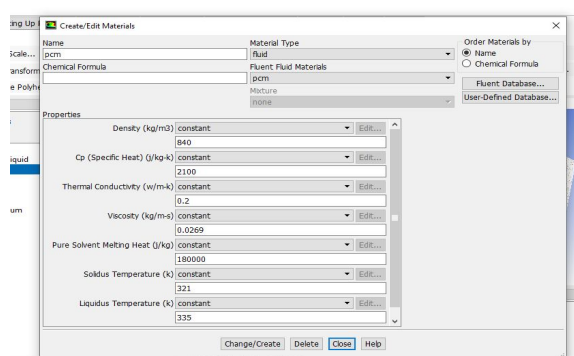 ting Up
Create/Edit Materials
Name
Material Type
Order Materials by
pcm
fluid
Name
Scale...
Chemical Formula
Fluent Fluid Materials
Chemical Formula
ransform
pcm
Fluent Database...
e Polyhe
Mixture
none
User-Defined Database...
Properties
Density (kg/m3) constant Edit...
840
iquid
Cp (Specific Heat) (j/kg-k) constant Edit...
2100
Thermal Conductivity (w/m-k) constant Edit...
0.2
um
Viscosity (kg/m-s) constant Edit...
0.0269
Pure Solvent Melting Heat (j/kg) constant Edit...
180000
Solidus Temperature (k) constant Edit...
321
Liquidus Temperature (k) constant Edit...
335
Change/Create Delete Close Help